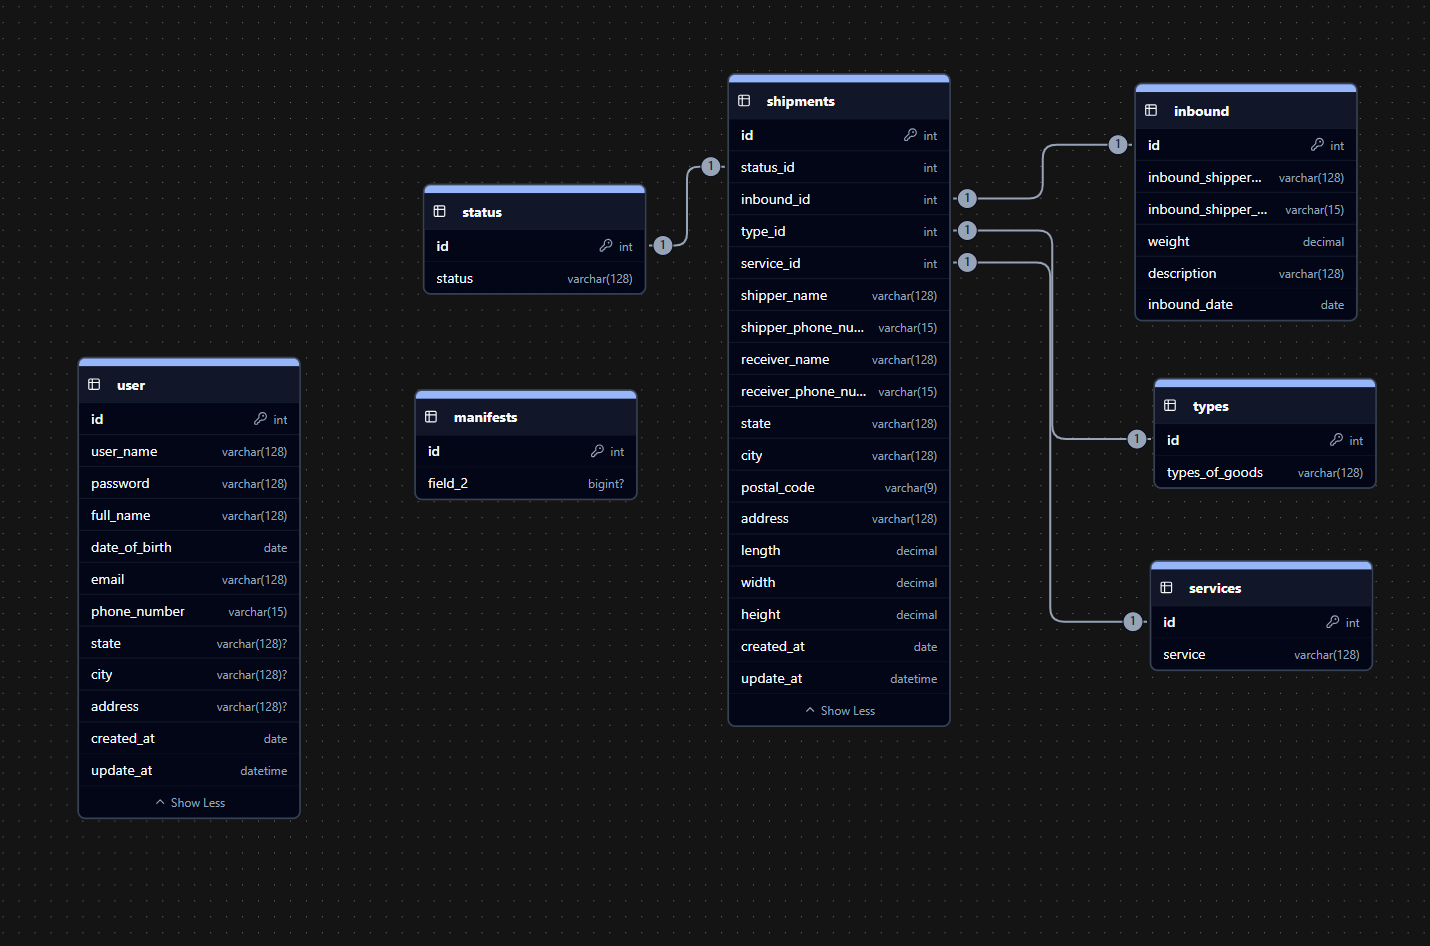 shipments
id int
status_id int
inbound_id int
type_id int
service_id int
shipper_name varchar(128)
shipper_phone_nu... varchar(15)
receiver_name varchar(128)
receiver_phone_nu... varchar(15)
state varchar(128)
city varchar(128)
postal_code varchar(9)
address varchar(128)
length decimal
width decimal
height decimal
created_at date
update_at datetime
Show Less
inbound
id int
inbound_shipper... varchar(128)
inbound_shipper_... varchar(15)
weight decimal
description varchar(128)
inbound_date date
status
id int
status varchar(128)
user
id int
user_name varchar(128)
password varchar(128)
full_name varchar(128)
date_of_birth date
email varchar(128)
phone_number varchar(15)
state varchar(128)?
city varchar(128)?
address varchar(128)?
created_at date
update_at datetime
Show Less
manifests
id int
field_2 bigint?
types
id int
types_of_goods varchar(128)
services
id int
service varchar(128)
1
1
1
1
1
1
1
1